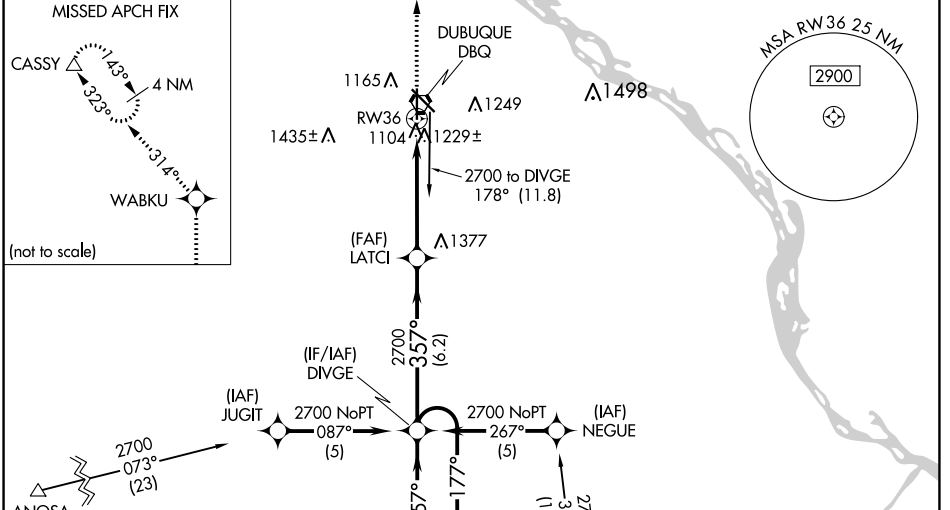 MISSED APCH FIX
CASSY
143°
4 NM
323°
314°
WABKU
(not to scale)
DUBUQUE
DBQ
1165
1249
1498
RW36
1435±
1104
1229±
2700 to DIVGE
178° (11.8)
MSA RW36 25 NM
2900
(FAF)
LATCI
1377
2700
357°
(6.2)
(IF/IAF)
DIVGE
(IAF)
JUGIT
2700 NoPT
087°
(5)
2700 NoPT
267°
(5)
(IAF)
NEGUE
2700
073°
(23)
177°